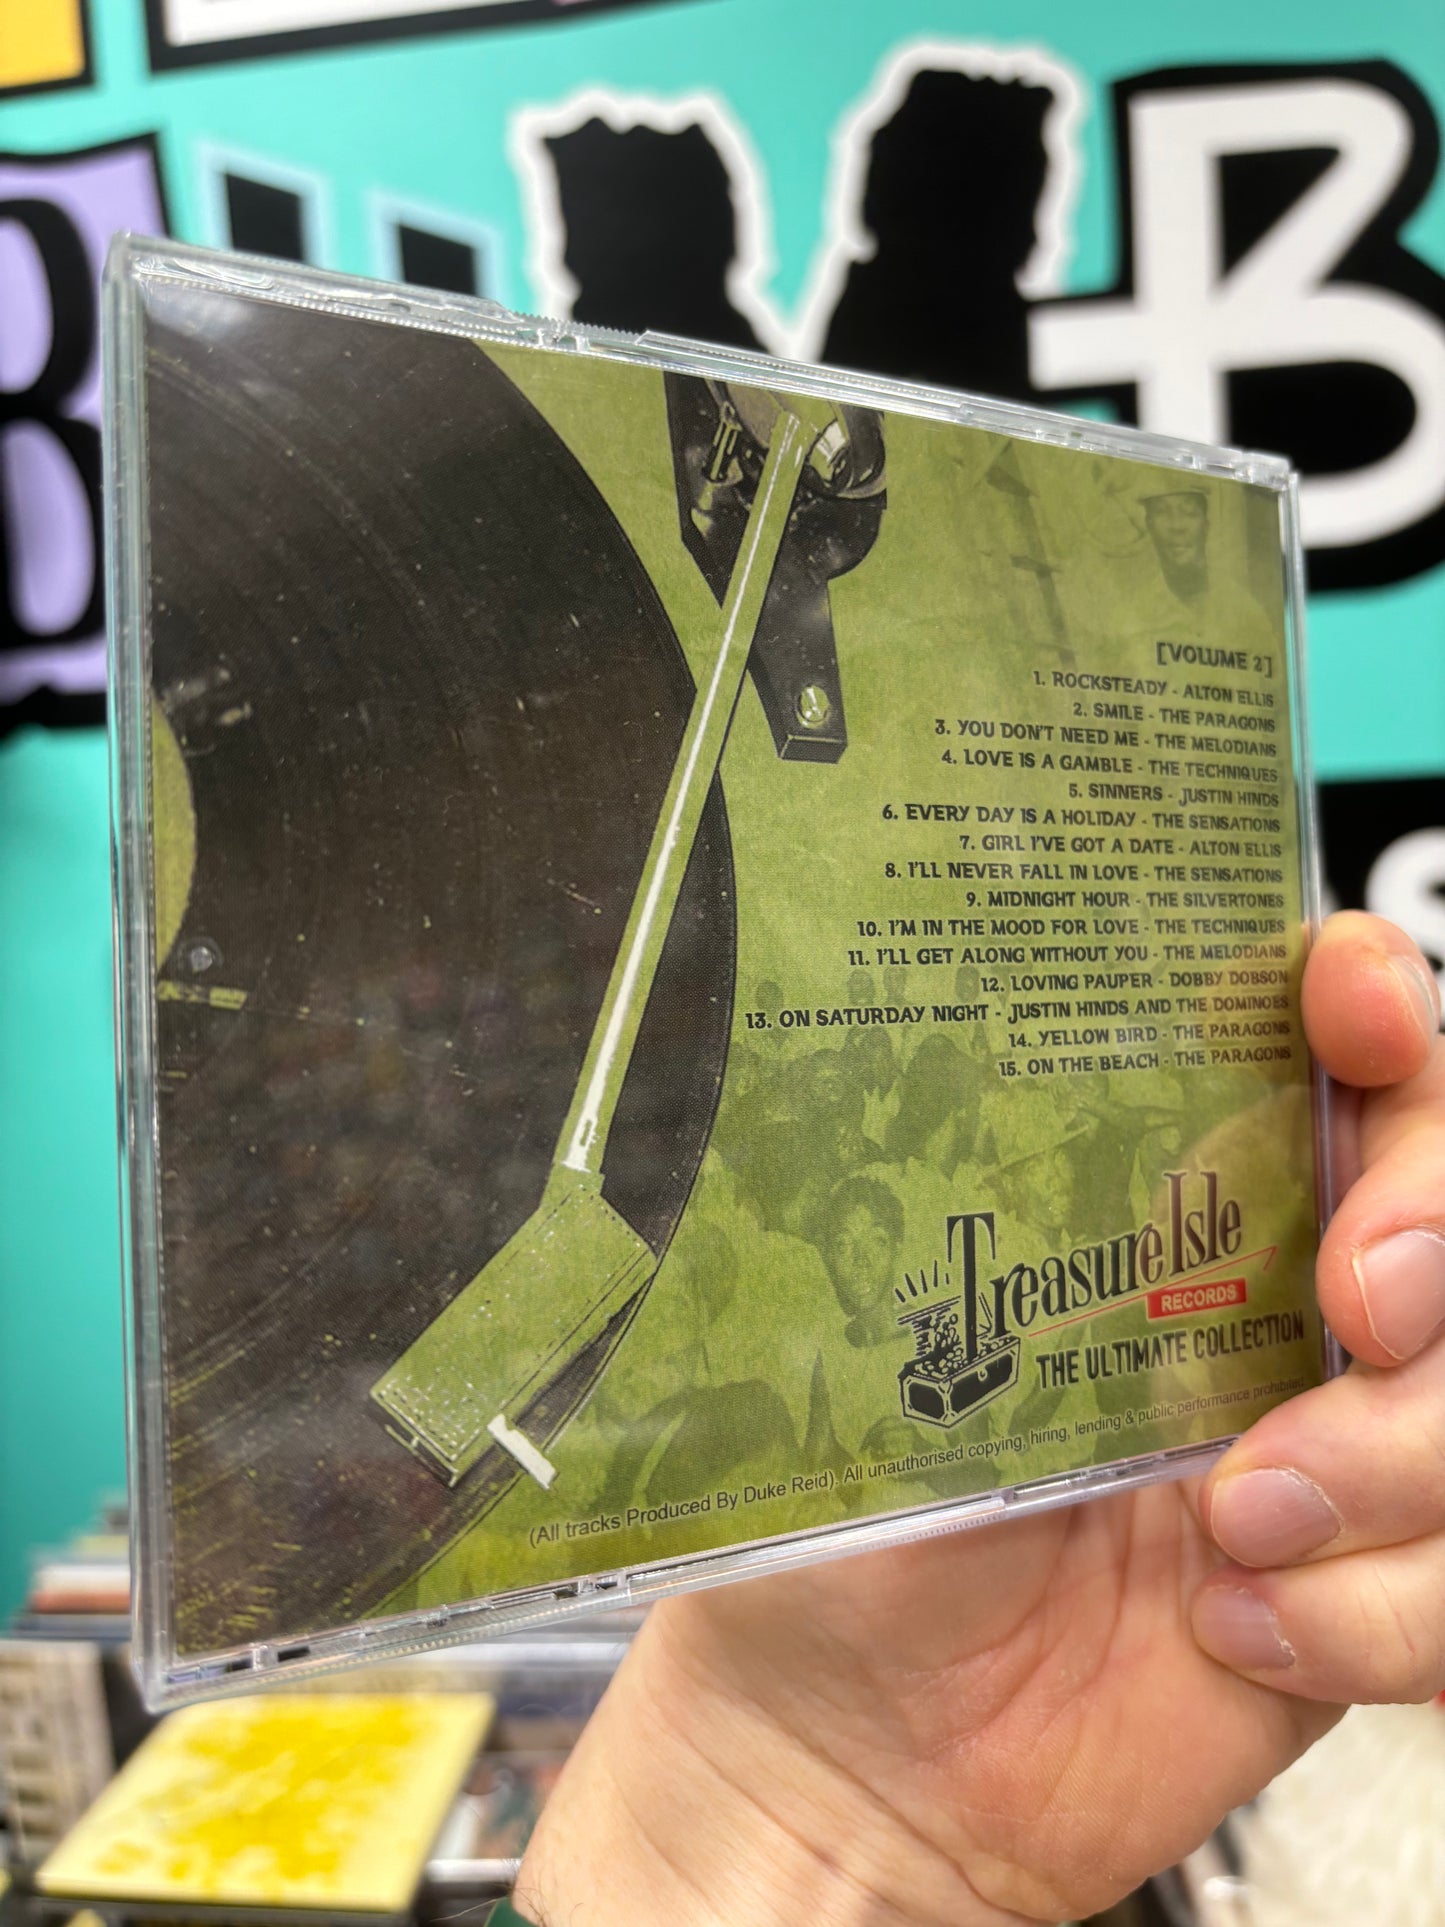 [VOLUME 2]
1. ROCKSTEADY - ALTON ELLIS
2. SMILE - THE PARAGONS
3. YOU DON'T NEED ME - THE MELODIANS
4. LOVE IS A GAMBLE - THE TECHNIQUES
5. SINNERS - JUSTIN HINDS
6. EVERY DAY IS A HOLIDAY - THE SENSATIONS
7. GIRL I'VE GOT A DATE - ALTON ELLIS
8. I'LL NEVER FALL IN LOVE - THE SENSATIONS
9. MIDNIGHT HOUR - THE SILVERTONES
10. I'M IN THE MOOD FOR LOVE - THE TECHNIQUES
11. I'LL GET ALONG WITHOUT YOU - THE MELODIANS
12. LOVING PAUPER - DOBBY DOBSON
13. ON SATURDAY NIGHT - JUSTIN HINDS AND THE DOMINOES
14. YELLOW BIRD - THE PARAGONS
15. ON THE BEACH - THE PARAGONS
Treasure Isle
RECORDS
THE ULTIMATE COLLECTION
(All tracks Produced By Duke Reid). All unauthorised copying, hiring, lending & public performance prohibited